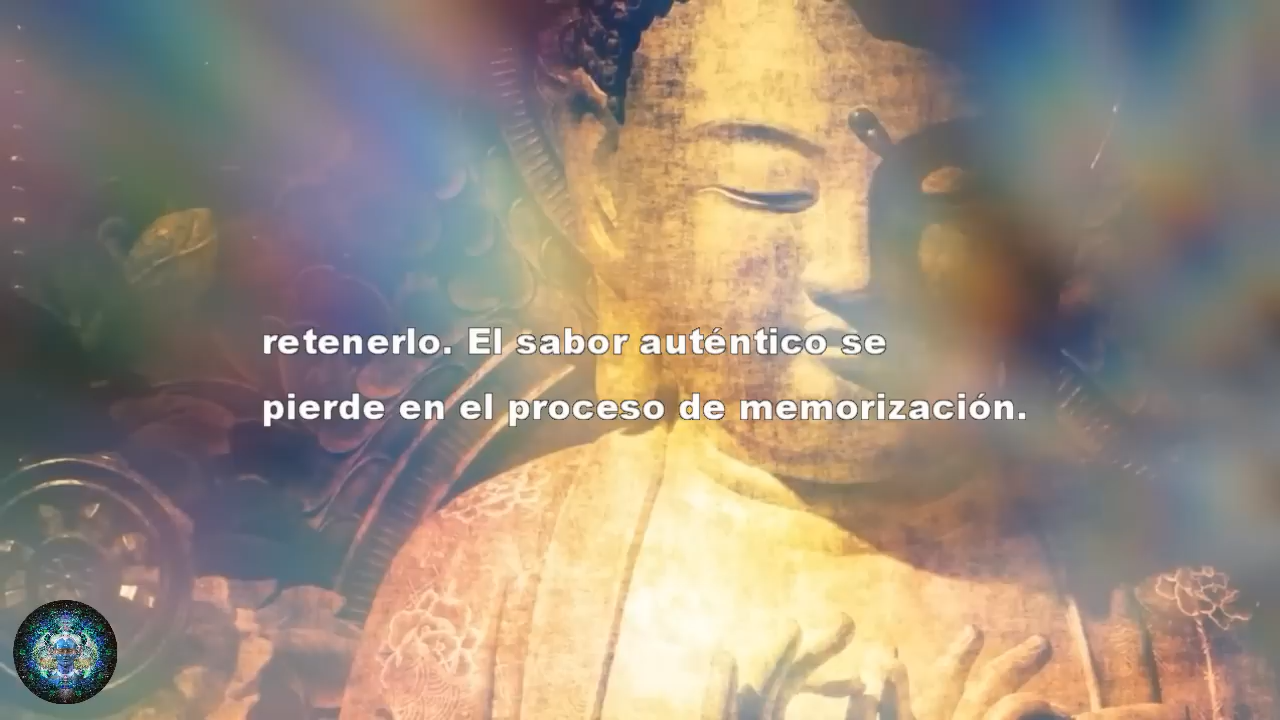 retenerlo. El sabor auténtico se
pierde en el proceso de memorización.